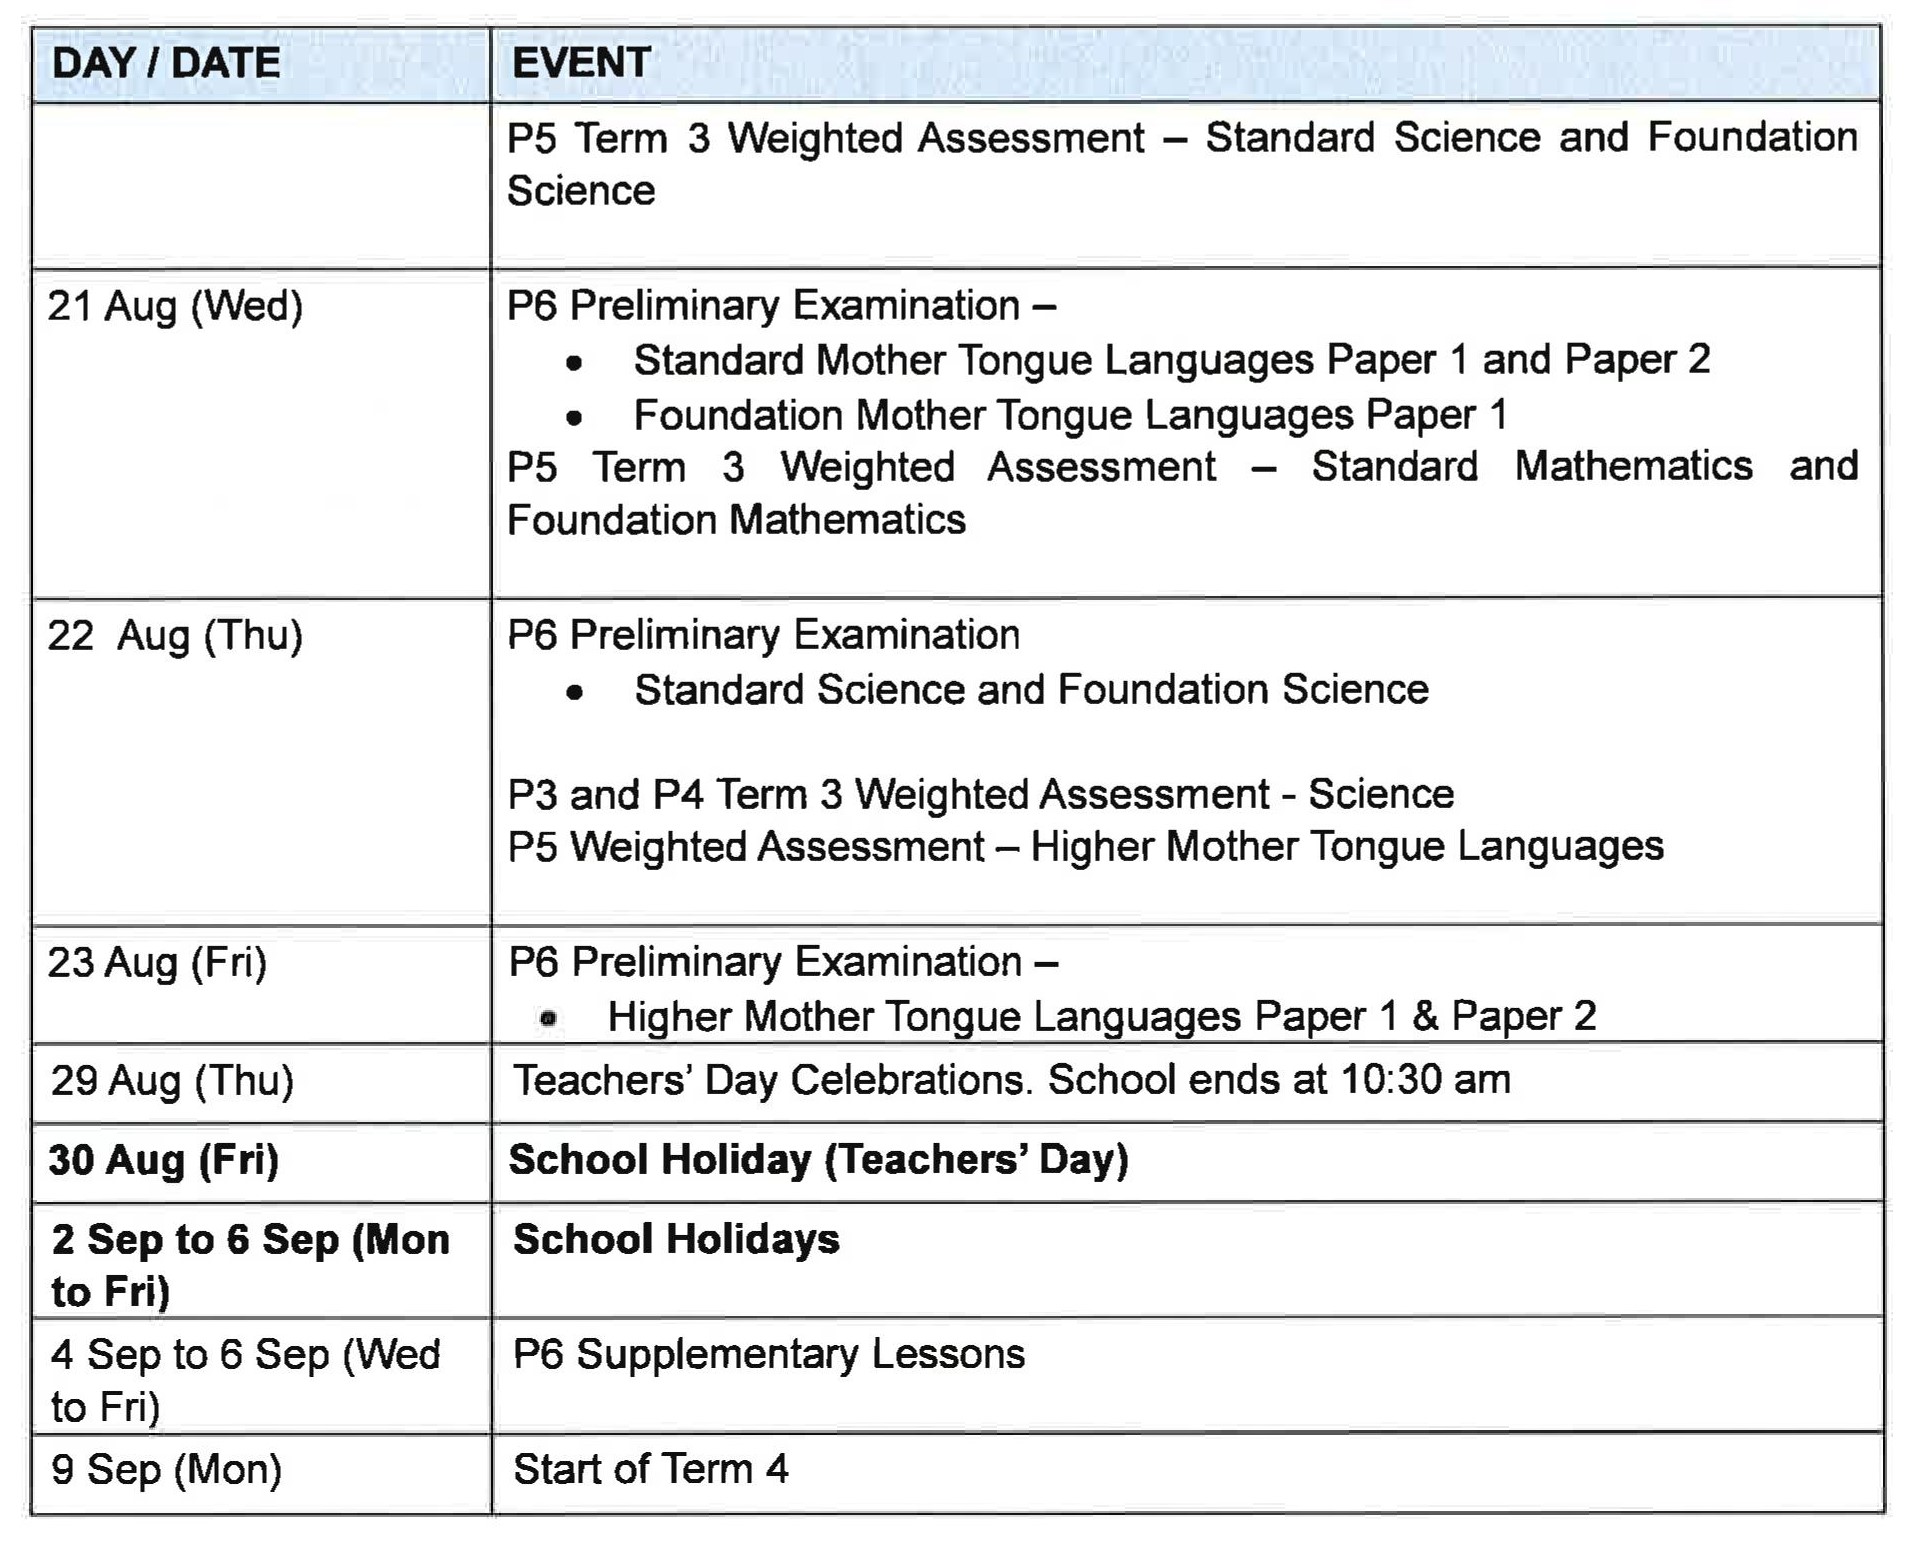 DAY / DATE EVENT
P5 Term 3 Weighted Assessment – Standard Science and Foundation
Science
21 Aug (Wed) P6 Preliminary Examination –
• Standard Mother Tongue Languages Paper 1 and Paper 2
• Foundation Mother Tongue Languages Paper 1
P5 Term 3 Weighted Assessment – Standard Mathematics and
Foundation Mathematics
22 Aug (Thu) P6 Preliminary Examination
• Standard Science and Foundation Science
P3 and P4 Term 3 Weighted Assessment - Science
P5 Weighted Assessment – Higher Mother Tongue Languages
23 Aug (Fri) P6 Preliminary Examination –
• Higher Mother Tongue Languages Paper 1 & Paper 2
29 Aug (Thu) Teachers’ Day Celebrations. School ends at 10:30 am
30 Aug (Fri) School Holiday (Teachers’ Day)
2 Sep to 6 Sep (Mon School Holidays
to Fri)
4 Sep to 6 Sep (Wed P6 Supplementary Lessons
to Fri)
9 Sep (Mon) Start of Term 4